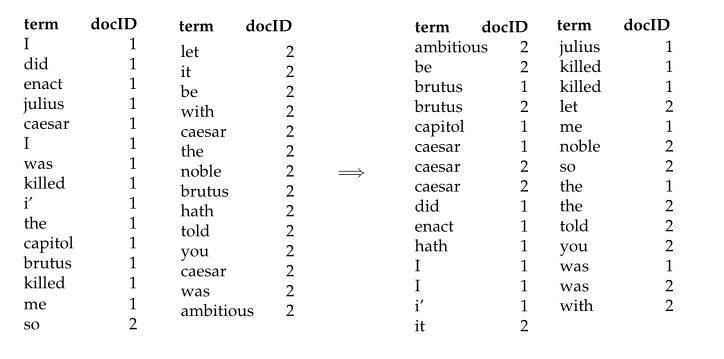 term docID
I 1
did 1
enact 1
julius 1
caesar 1
I 1
was 1
killed 1
i′ 1
the 1
capitol 1
brutus 1
killed 1
me 1
so 2
term docID
let 2
it 2
be 2
with 2
caesar 2
the 2
noble 2
brutus 2
hath 2
told 2
you 2
caesar 2
was 2
ambitious 2
⟹
term docID
ambitious 2
be 2
brutus 1
brutus 2
capitol 1
caesar 1
caesar 2
caesar 2
did 1
enact 1
hath 1
I 1
I 1
i′ 1
it 2
term docID
julius 1
killed 1
killed 1
let 2
me 1
noble 2
so 2
the 1
the 2
told 2
you 2
was 1
was 2
with 2